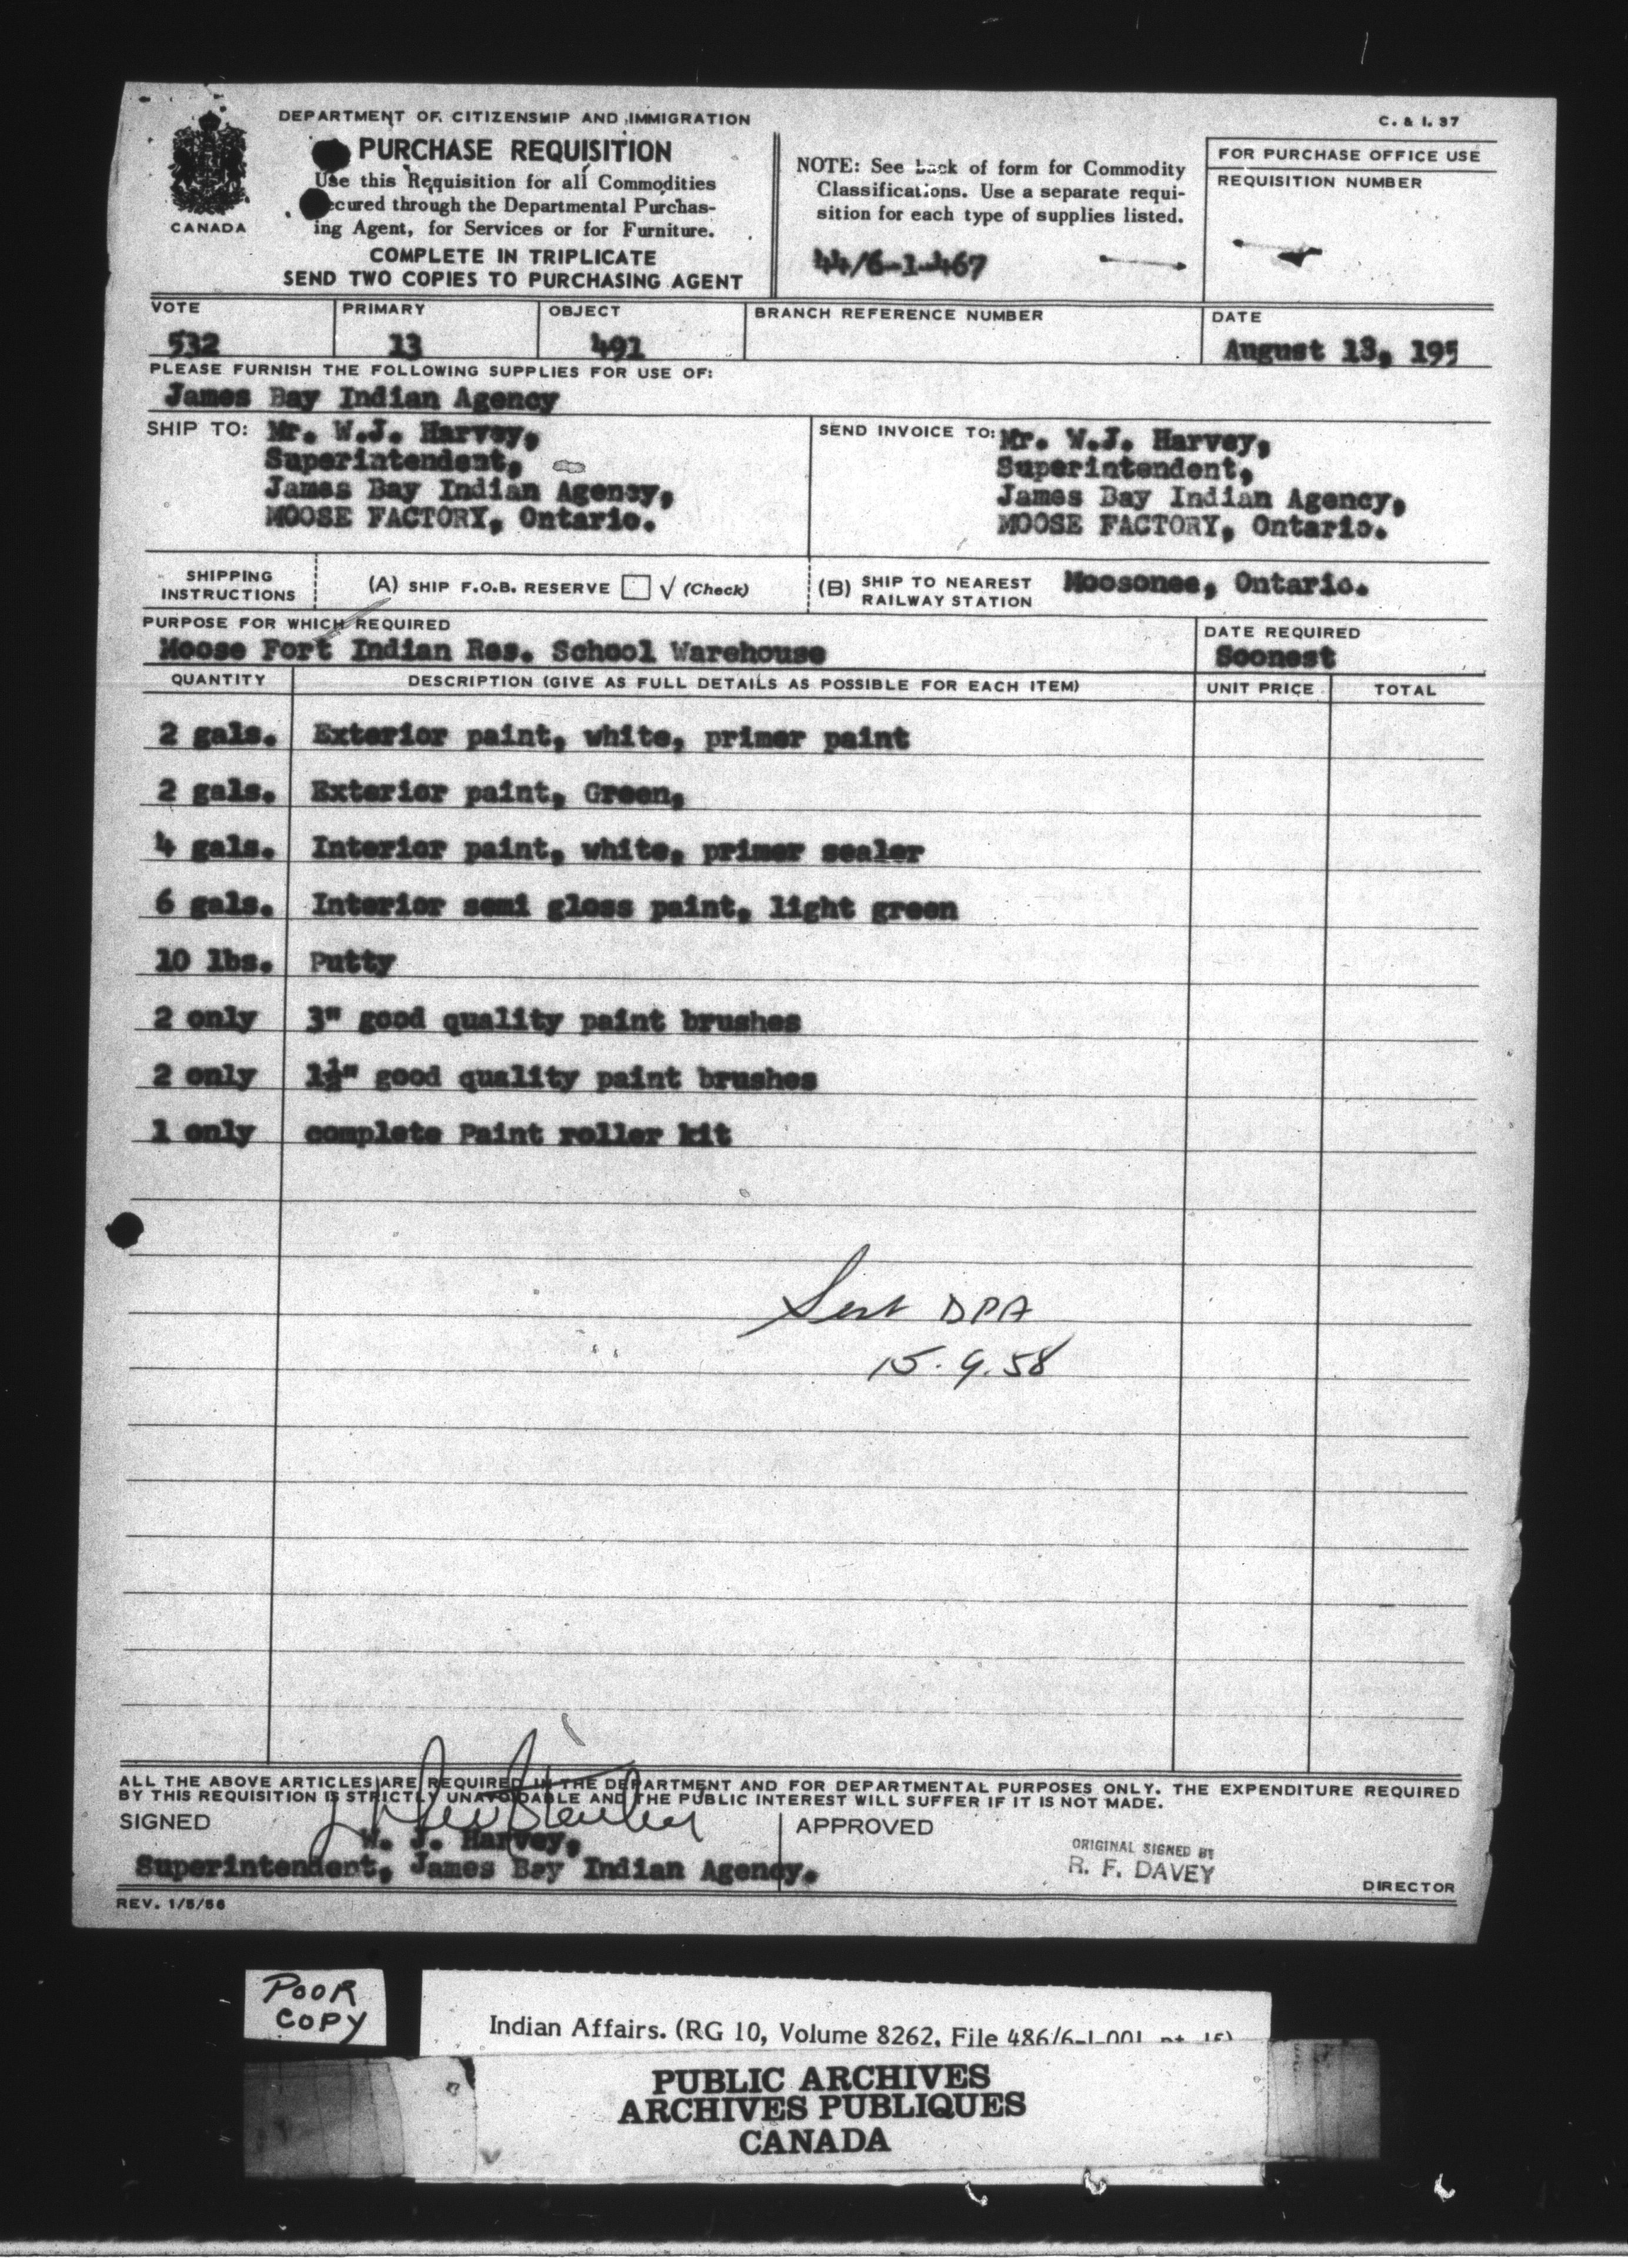 DEPARTMENT OF CITIZENSHIP AND IMMIGRATION
C. & I. 37
CANADA
PURCHASE REQUISITION
Use this Requisition for all Commodities
ecured through the Departmental Purchas-
ing Agent, for Services or for Furniture.
COMPLETE IN TRIPLICATE
SEND TWO COPIES TO PURCHASING AGENT
NOTE: See back of form for Commodity
Classifications. Use a separate requi-
sition for each type of supplies listed.
44/6-1-467
FOR PURCHASE OFFICE USE
REQUISITION NUMBER
VOTE
532
PRIMARY
13
OBJECT
491
BRANCH REFERENCE NUMBER
DATE
August 13, 195
PLEASE FURNISH THE FOLLOWING SUPPLIES FOR USE OF:
James Bay Indian Agency
SHIP TO: Mr. W.J. Harvey,
Superintendent,
James Bay Indian Agency,
MOOSE FACTORY, Ontario.
SEND INVOICE TO: Mr. W.J. Harvey,
Superintendent,
James Bay Indian Agency,
MOOSE FACTORY, Ontario.
SHIPPING
INSTRUCTIONS
(A) SHIP F.O.B. RESERVE √ (Check)
(B) SHIP TO NEAREST
RAILWAY STATION
Moosonee, Ontario.
PURPOSE FOR WHICH REQUIRED
Moose Fort Indian Res. School Warehouse
DATE REQUIRED
Soonest
QUANTITY DESCRIPTION (GIVE AS FULL DETAILS AS POSSIBLE FOR EACH ITEM) UNIT PRICE TOTAL
2 gals. Exterior paint, white, primer paint
2 gals. Exterior paint, Green,
4 gals. Interior paint, white, primer sealer
6 gals. Interior semi gloss paint, light green
10 lbs. Putty
2 only 3" good quality paint brushes
2 only 1½" good quality paint brushes
1 only complete Paint roller kit
Sent DPA
15.9.58
ALL THE ABOVE ARTICLES ARE REQUIRED IN THE DEPARTMENT AND FOR DEPARTMENTAL PURPOSES ONLY. THE EXPENDITURE REQUIRED
BY THIS REQUISITION IS STRICTLY UNAVOIDABLE AND THE PUBLIC INTEREST WILL SUFFER IF IT IS NOT MADE.
SIGNED
W. J. Harvey,
Superintendent, James Bay Indian Agency.
APPROVED
ORIGINAL SIGNED BY
R. F. DAVEY
DIRECTOR
REV. 1/5/56
POOR
COPY
Indian Affairs. (RG 10, Volume 8262, File 486/6-1-001, pt. 15)
PUBLIC ARCHIVES
ARCHIVES PUBLIQUES
CANADA